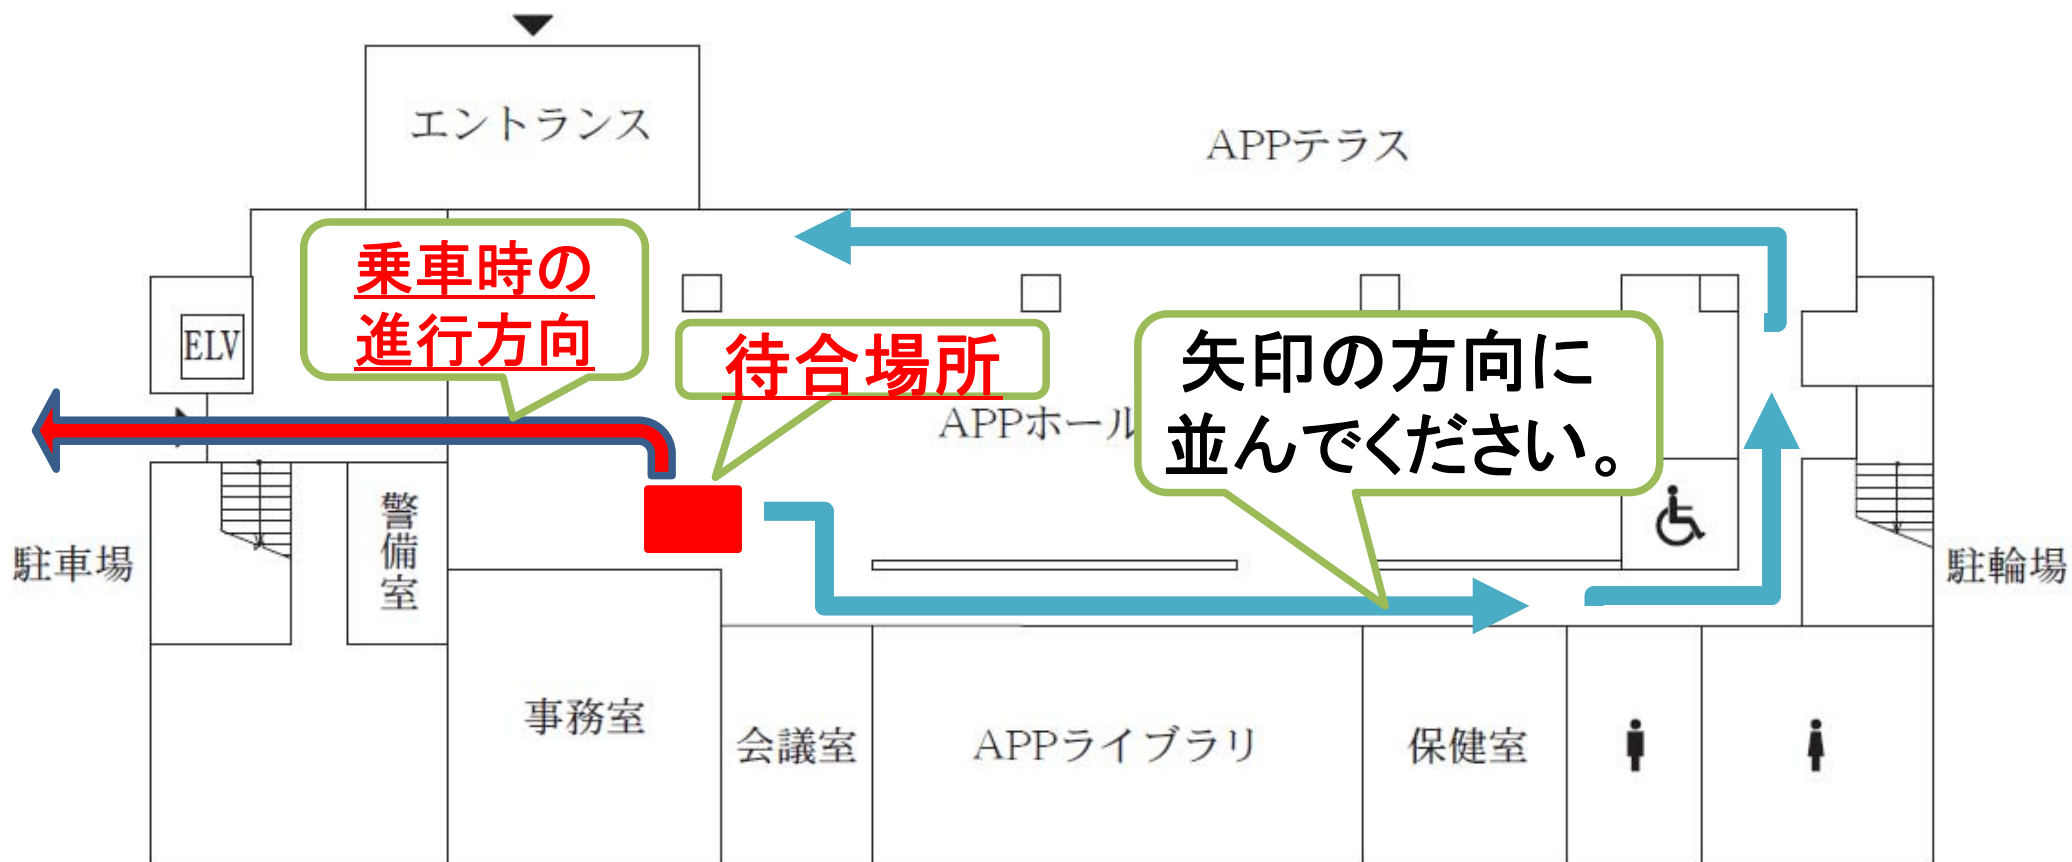 エントランス
APPテラス
乗車時の
進行方向
ELV
待合場所
矢印の方向に
並んでください。
APPホール
警備室
駐車場
駐輪場
事務室
会議室
APPライブラリ
保健室